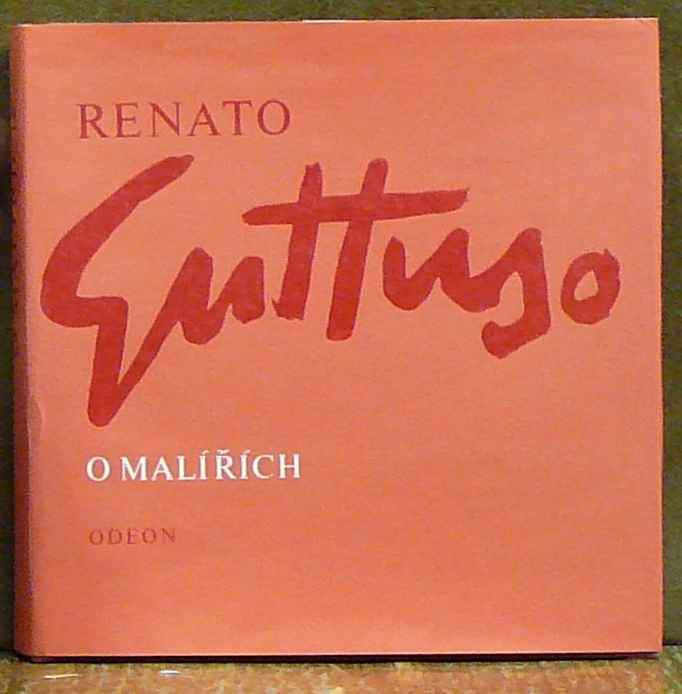 RENATO
Guttuso
O MALÍŘÍCH
ODEON